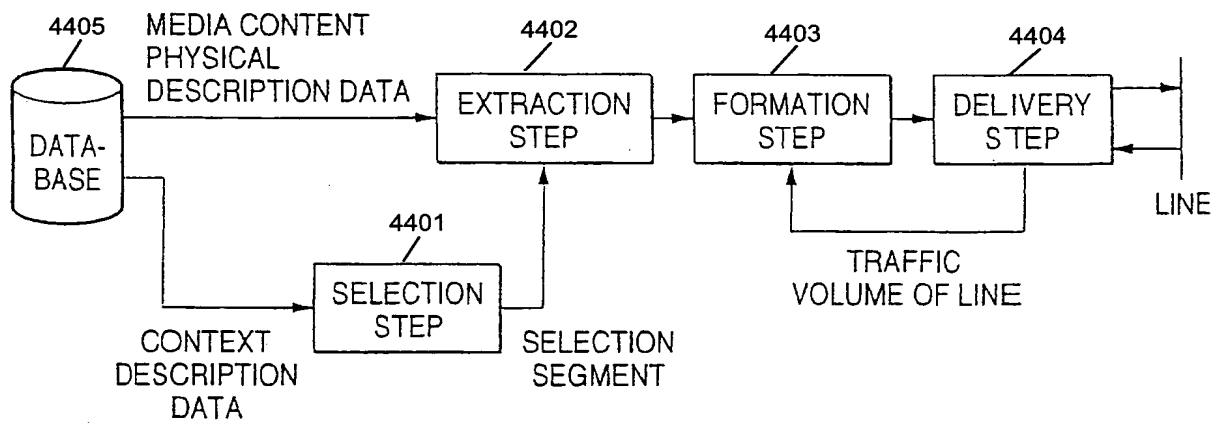 4405
MEDIA CONTENT
PHYSICAL
DESCRIPTION DATA
4402
4403
4404
DATA-
BASE
EXTRACTION
STEP
FORMATION
STEP
DELIVERY
STEP
LINE
4401
SELECTION
STEP
TRAFFIC
VOLUME OF LINE
CONTEXT
DESCRIPTION
DATA
SELECTION
SEGMENT